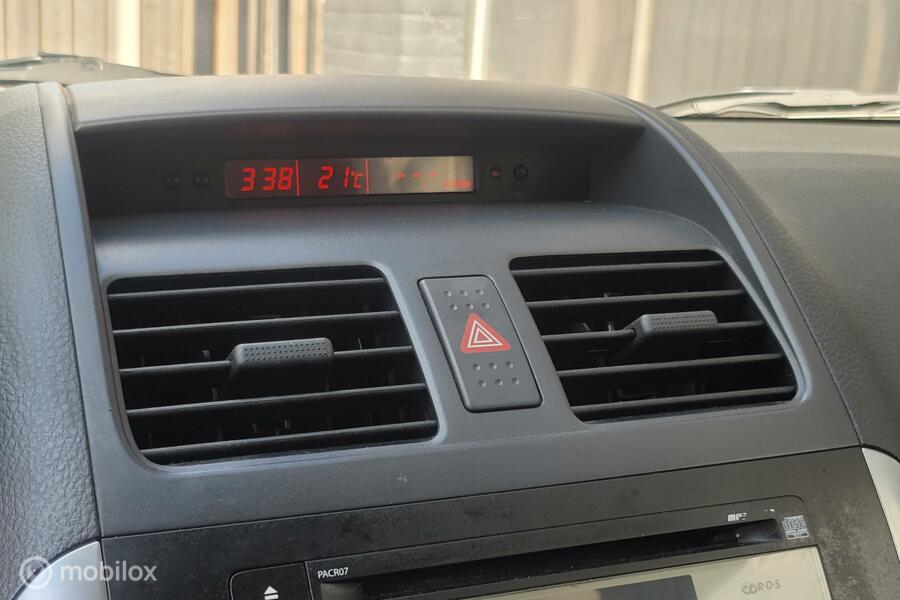 338 21°C - - -
mp3
PACR07
CD R·D·S
© mobilox